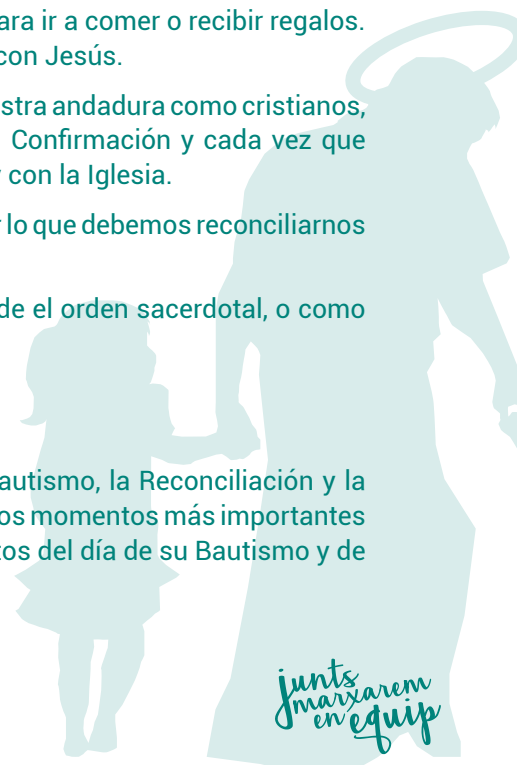 ara ir a comer o recibir regalos.
con Jesús.
stra andadura como cristianos,
Confirmación y cada vez que
con la Iglesia.
lo que debemos reconciliarnos
de el orden sacerdotal, o como
autismo, la Reconciliación y la
os momentos más importantes
tos del día de su Bautismo y de
junts
marxarem
en equip